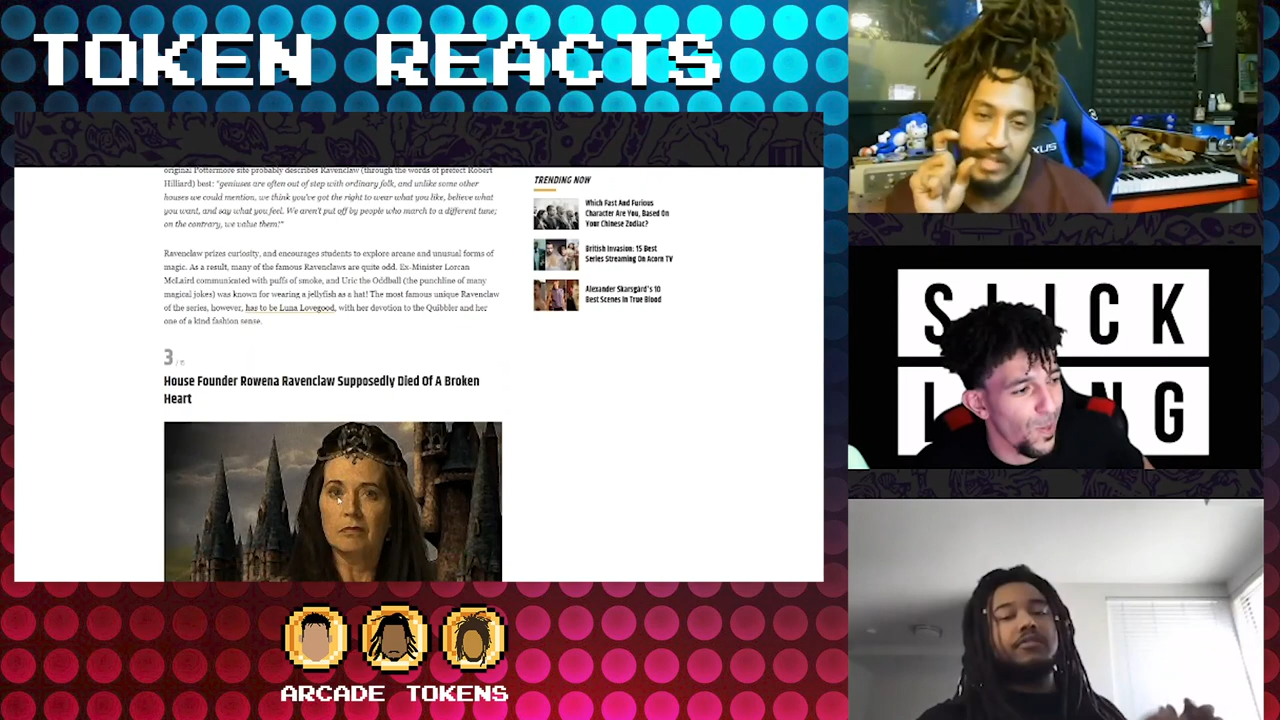 TOKEN REACTS
original Pottermore site probably describes Ravenclaw (through the words of prefect Robert
Hilliard) best: "geniuses are often out of step with ordinary folk, and unlike some other
houses we could mention, we think you've got the right to wear what you like, believe what
you want, and say what you feel. We aren't put off by people who march to a different tune;
on the contrary, we value them!"
Ravenclaw prizes curiosity, and encourages students to explore arcane and unusual forms of
magic. As a result, many of the famous Ravenclaws are quite odd. Ex-Minister Lorcan
McLaird communicated with puffs of smoke, and Uric the Oddball (the punchline of many
magical jokes) was known for wearing a jellyfish as a hat! The most famous unique Ravenclaw
of the series, however, has to be Luna Lovegood, with her devotion to the Quibbler and her
one of a kind fashion sense.
3
House Founder Rowena Ravenclaw Supposedly Died Of A Broken
Heart
TRENDING NOW
Which Fast And Furious
Character Are You, Based On
Your Chinese Zodiac?
British Invasion: 15 Best
Series Streaming On Acorn TV
Alexander Skarsgård's 10
Best Scenes In True Blood
XUS
ARCADE TOKENS